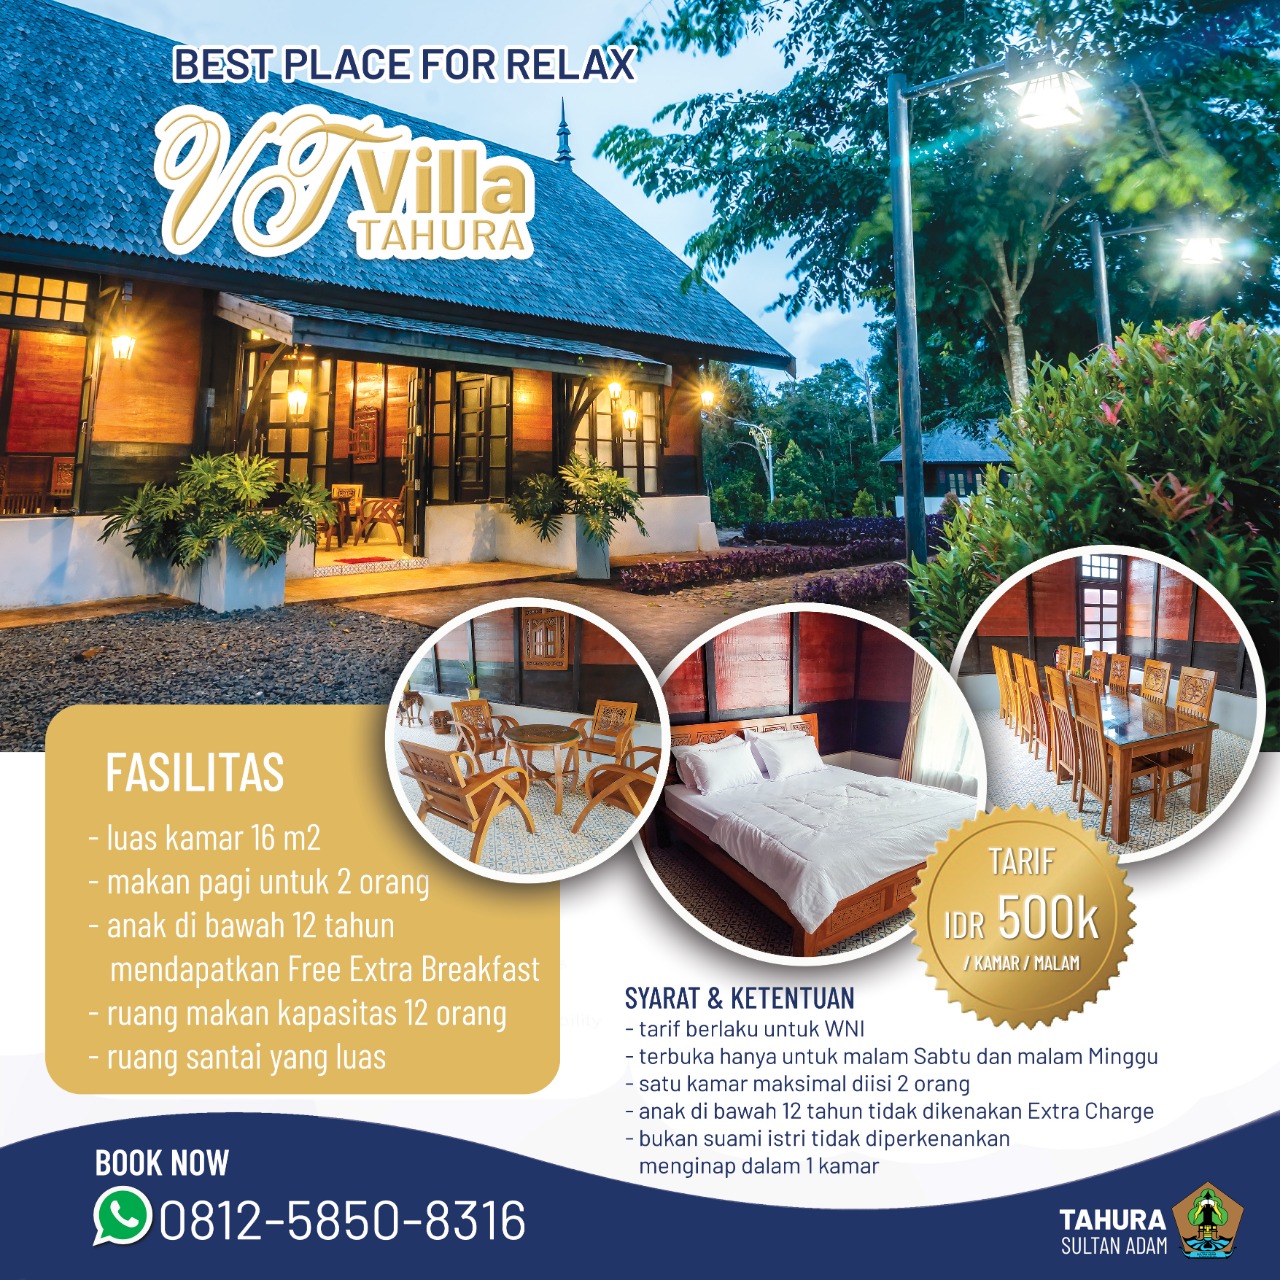 BEST PLACE FOR RELAX
VT Villa
TAHURA
FASILITAS
- luas kamar 16 m2
- makan pagi untuk 2 orang
- anak di bawah 12 tahun
mendapatkan Free Extra Breakfast
- ruang makan kapasitas 12 orang
- ruang santai yang luas
TARIF
IDR 500k
/ KAMAR / MALAM
SYARAT & KETENTUAN
- tarif berlaku untuk WNI
- terbuka hanya untuk malam Sabtu dan malam Minggu
- satu kamar maksimal diisi 2 orang
- anak di bawah 12 tahun tidak dikenakan Extra Charge
- bukan suami istri tidak diperkenankan
menginap dalam 1 kamar
BOOK NOW
0812-5850-8316
TAHURA
SULTAN ADAM